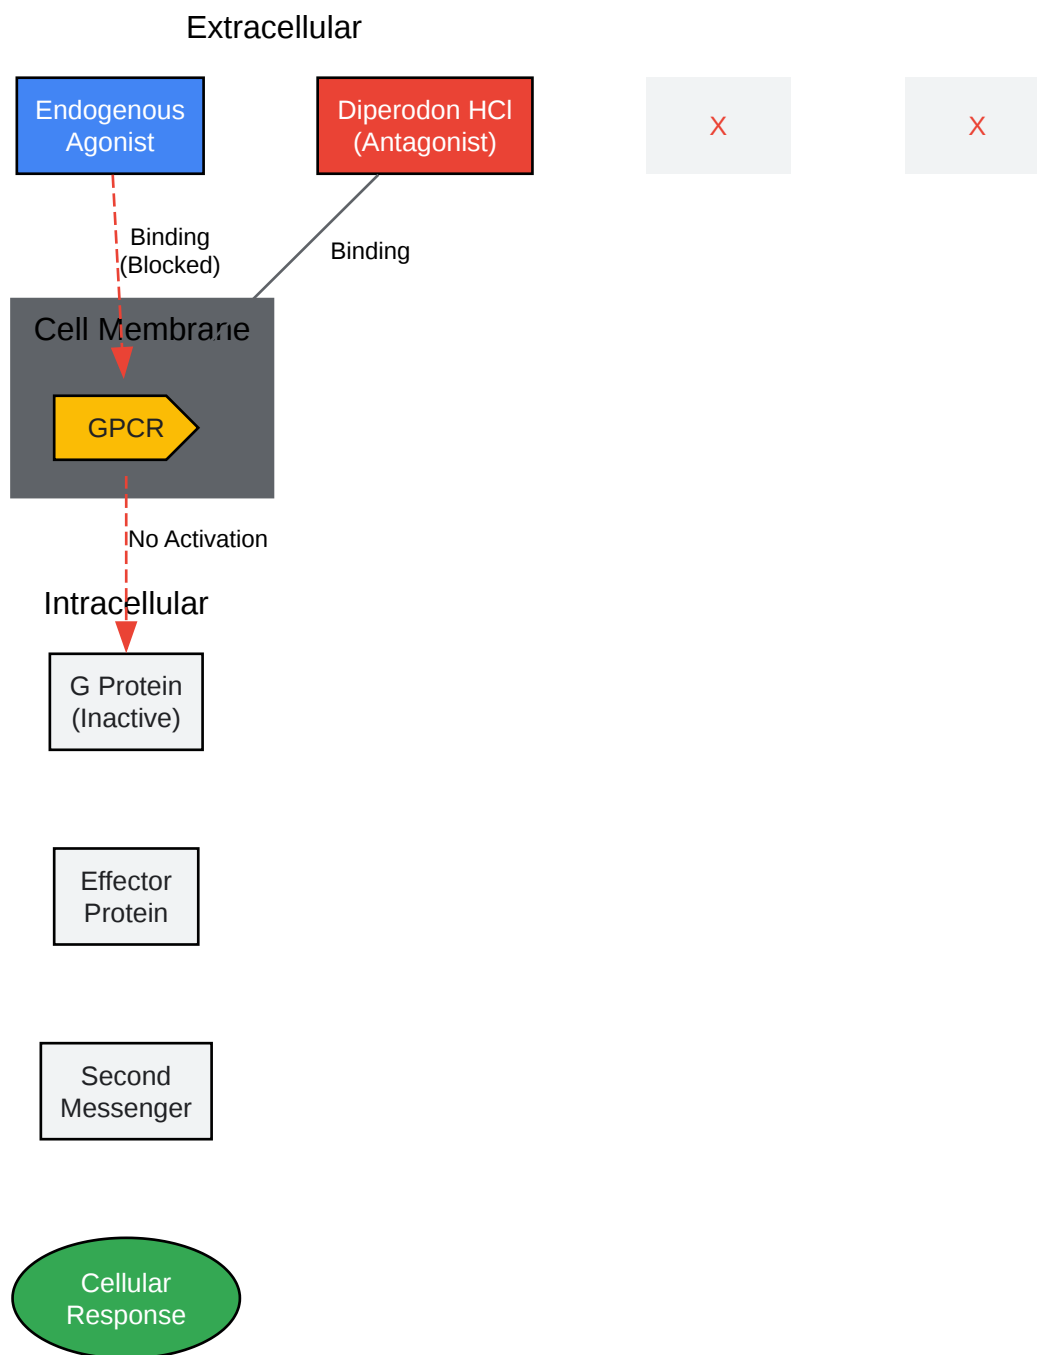 Extracellular
Endogenous
Agonist
Diperodon HCl
(Antagonist)
X
X
Binding
(Blocked)
Binding
Cell Membrane
GPCR
No Activation
Intracellular
G Protein
(Inactive)
Effector
Protein
Second
Messenger
Cellular
Response